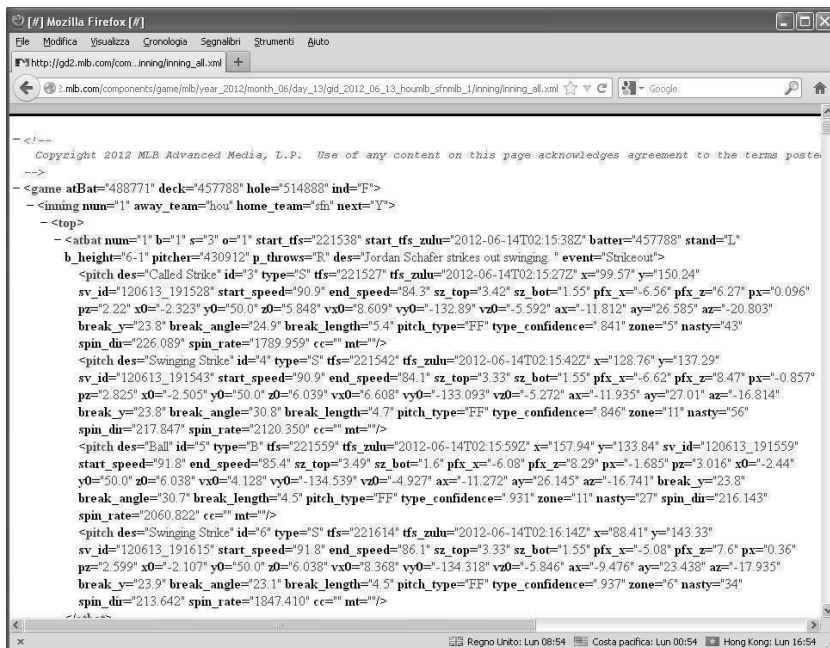 [#] Mozilla Firefox [#]
File Modifica Visualizza Cronologia Segnalibri Strumenti Aiuto
http://gd2.mlb.com/com...inning/inning_all.xml +
2.mlb.com/components/game/mlb/year_2012/month_06/day_13/gid_2012_06_13_houmlb_sfnmlb_1/inning/inning_all.xml Google
– <!--
Copyright 2012 MLB Advanced Media, L.P. Use of any content on this page acknowledges agreement to the terms poste
-->
– <game atBat="488771" deck="457788" hole="514888" ind="F">
– <inning num="1" away_team="hou" home_team="sfn" next="Y">
– <top>
– <atbat num="1" b="1" s="3" o="1" start_tfs="221538" start_tfs_zulu="2012-06-14T02:15:38Z" batter="457788" stand="L"
b_height="6-1" pitcher="430912" p_throws="R" des="Jordan Schafer strikes out swinging. " event="Strikeout">
<pitch des="Called Strike" id="3" type="S" tfs="221527" tfs_zulu="2012-06-14T02:15:27Z" x="99.57" y="150.24"
sv_id="120613_191528" start_speed="90.9" end_speed="84.3" sz_top="3.42" sz_bot="1.55" pfx_x="-6.56" pfx_z="6.27" px="0.096"
pz="2.22" x0="-2.323" y0="50.0" z0="5.848" vx0="8.609" vy0="-132.89" vz0="-5.592" ax="-11.812" ay="26.585" az="-20.803"
break_y="23.8" break_angle="24.9" break_length="5.4" pitch_type="FF" type_confidence=".841" zone="5" nasty="43"
spin_dir="226.089" spin_rate="1789.959" cc="" mt=""/>
<pitch des="Swinging Strike" id="4" type="S" tfs="221542" tfs_zulu="2012-06-14T02:15:42Z" x="128.76" y="137.29"
sv_id="120613_191543" start_speed="90.9" end_speed="84.1" sz_top="3.33" sz_bot="1.55" pfx_x="-6.62" pfx_z="8.47" px="-0.857"
pz="2.825" x0="-2.505" y0="50.0" z0="6.039" vx0="6.608" vy0="-133.093" vz0="-5.272" ax="-11.935" ay="27.01" az="-16.814"
break_y="23.8" break_angle="30.8" break_length="4.7" pitch_type="FF" type_confidence=".846" zone="11" nasty="56"
spin_dir="217.847" spin_rate="2120.350" cc="" mt=""/>
<pitch des="Ball" id="5" type="B" tfs="221559" tfs_zulu="2012-06-14T02:15:59Z" x="157.94" y="133.84" sv_id="120613_191559"
start_speed="91.8" end_speed="85.4" sz_top="3.49" sz_bot="1.6" pfx_x="-6.08" pfx_z="8.29" px="-1.685" pz="3.016" x0="-2.44"
y0="50.0" z0="6.038" vx0="4.128" vy0="-134.539" vz0="-4.927" ax="-11.272" ay="26.145" az="-16.741" break_y="23.8"
break_angle="30.7" break_length="4.5" pitch_type="FF" type_confidence=".931" zone="11" nasty="27" spin_dir="216.143"
spin_rate="2060.822" cc="" mt=""/>
<pitch des="Swinging Strike" id="6" type="S" tfs="221614" tfs_zulu="2012-06-14T02:16:14Z" x="88.41" y="143.33"
sv_id="120613_191615" start_speed="91.8" end_speed="86.1" sz_top="3.33" sz_bot="1.55" pfx_x="-5.08" pfx_z="7.6" px="0.36"
pz="2.599" x0="-2.107" y0="50.0" z0="6.038" vx0="8.368" vy0="-134.318" vz0="-5.846" ax="-9.476" ay="23.438" az="-17.935"
break_y="23.9" break_angle="23.1" break_length="4.5" pitch_type="FF" type_confidence=".937" zone="6" nasty="34"
spin_dir="213.642" spin_rate="1847.410" cc="" mt=""/>
</atbat>
× Regno Unito: Lun 08:54 Costa pacifica: Lun 00:54 Hong Kong: Lun 16:54